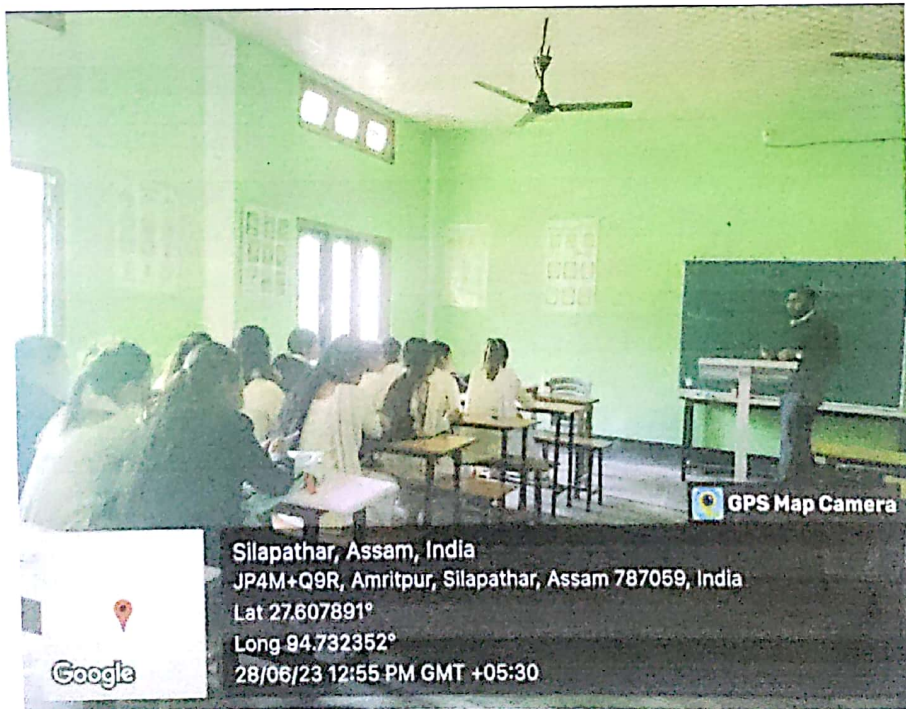 GPS Map Camera
Silapathar, Assam, India
JP4M+Q9R, Amritpur, Silapathar, Assam 787059, India
Lat 27.607891°
Long 94.732352°
28/06/23 12:55 PM GMT +05:30
Google